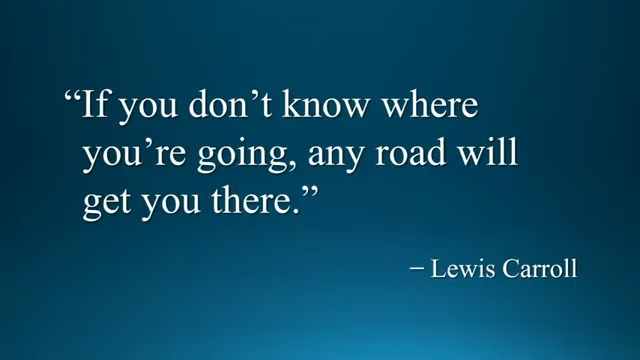 “If you don’t know where
you’re going, any road will
get you there.”
– Lewis Carroll